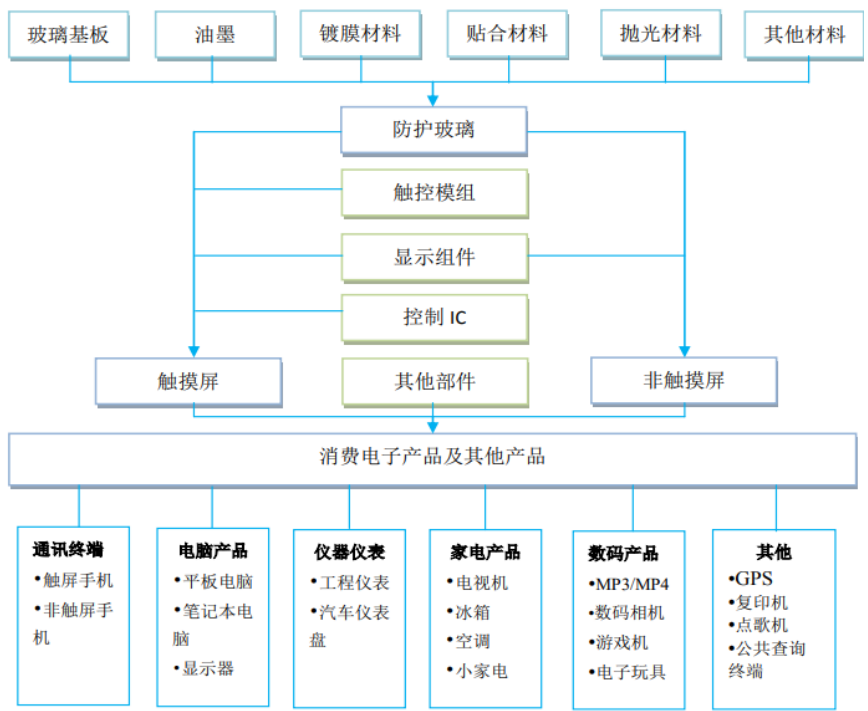 玻璃基板
油墨
镀膜材料
贴合材料
抛光材料
其他材料
防护玻璃
触控模组
显示组件
控制 IC
触摸屏
其他部件
非触摸屏
消费电子产品及其他产品
通讯终端
•触屏手机
•非触屏手
机
电脑产品
•平板电脑
•笔记本电
脑
•显示器
仪器仪表
•工程仪表
•汽车仪表
盘
家电产品
•电视机
•冰箱
•空调
•小家电
数码产品
•MP3/MP4
•数码相机
•游戏机
•电子玩具
其他
•GPS
•复印机
•点歌机
•公共查询
终端